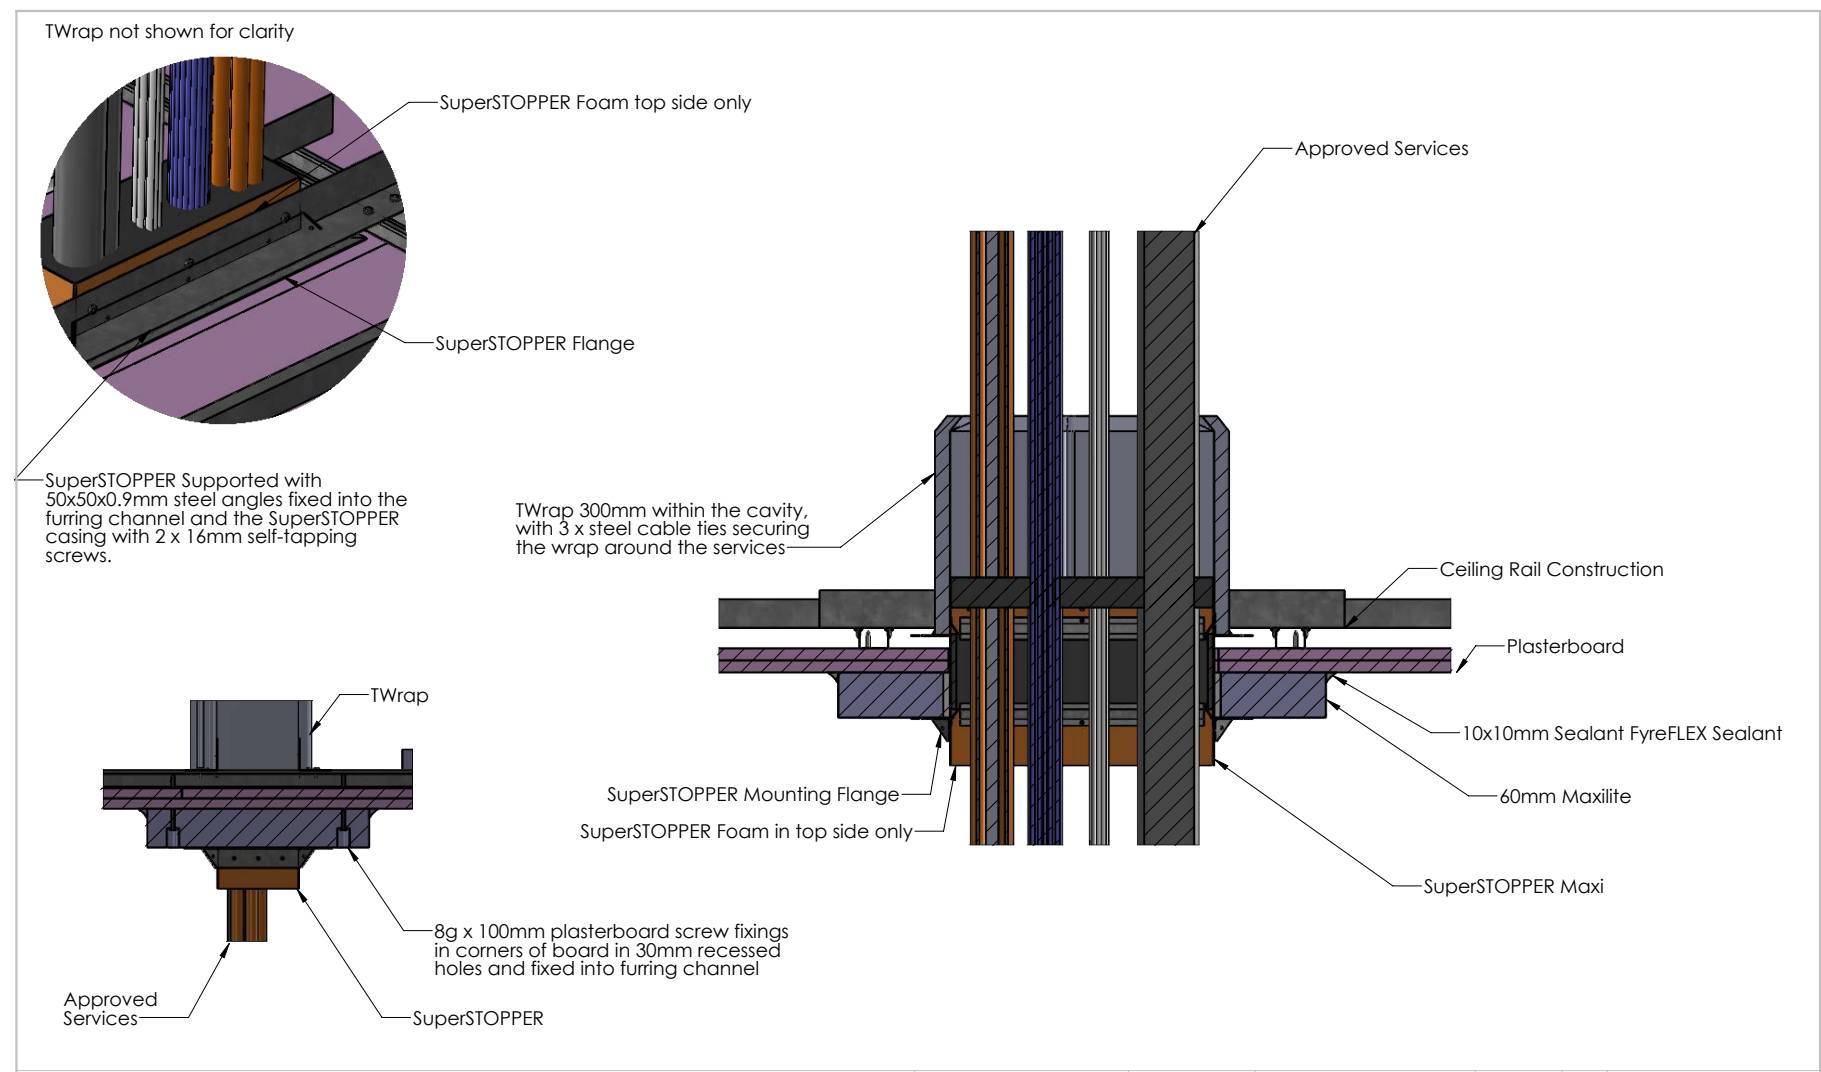 TWrap not shown for clarity
SuperSTOPPER Foam top side only
Approved Services
SuperSTOPPER Flange
SuperSTOPPER Supported with
50x50x0.9mm steel angles fixed into the
furring channel and the SuperSTOPPER
casing with 2 x 16mm self-tapping
screws.
TWrap 300mm within the cavity,
with 3 x steel cable ties securing
the wrap around the services
Ceiling Rail Construction
Plasterboard
TWrap
10x10mm Sealant FyreFLEX Sealant
SuperSTOPPER Mounting Flange
60mm Maxilite
SuperSTOPPER Foam in top side only
SuperSTOPPER Maxi
8g x 100mm plasterboard screw fixings
in corners of board in 30mm recessed
holes and fixed into furring channel
Approved
Services
SuperSTOPPER